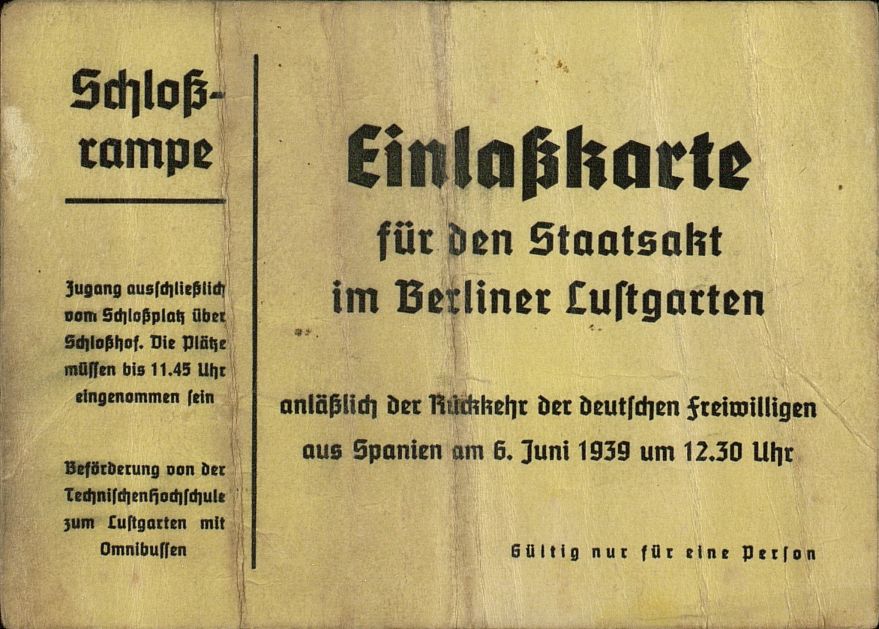 Schloß-
rampe
Zugang ausschließlich
vom Schloßplatz über
Schloßhof. Die Plätze
müssen bis 11.45 Uhr
eingenommen sein
Beförderung von der
Technischen Hochschule
zum Lustgarten mit
Omnibussen
Einlaßkarte
für den Staatsakt
im Berliner Lustgarten
anläßlich der Rückkehr der deutschen Freiwilligen
aus Spanien am 6. Juni 1939 um 12.30 Uhr
Gültig nur für eine Person